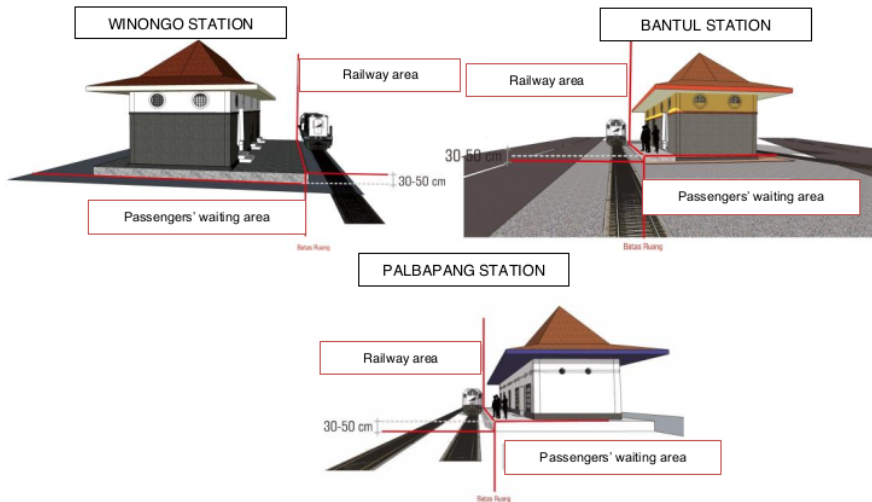 WINONGO STATION
Railway area
30-50 cm
Passengers' waiting area
Batas Ruang
BANTUL STATION
Railway area
30-50 cm
Passengers' waiting area
Batas Ruang
PALBAPANG STATION
Railway area
30-50 cm
Passengers' waiting area
Batas Ruang